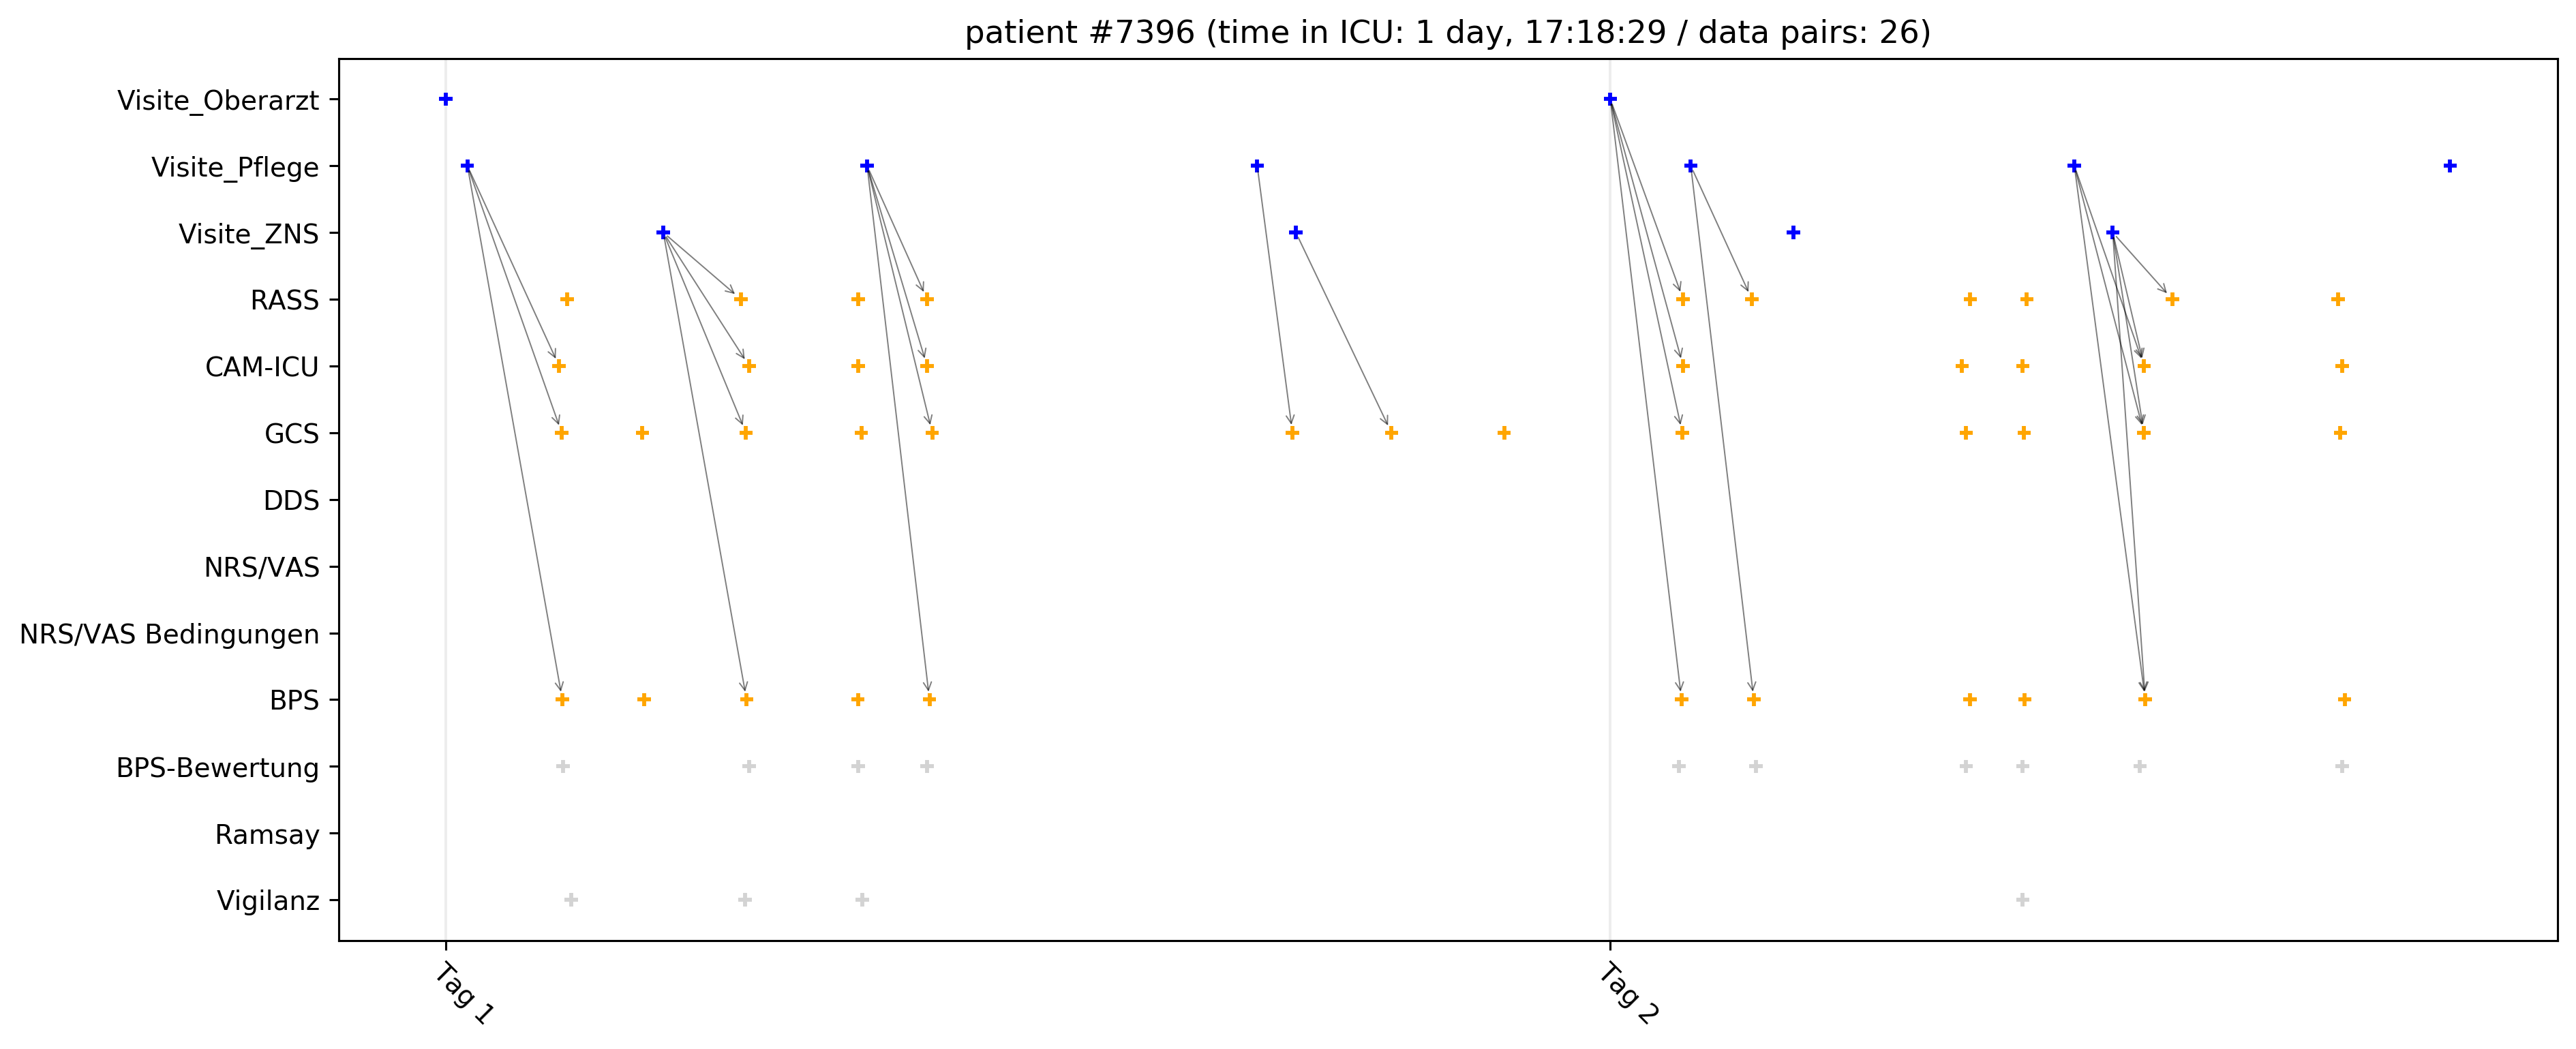 patient #7396 (time in ICU: 1 day, 17:18:29 / data pairs: 26)
Visite_Oberarzt
Visite_Pflege
Visite_ZNS
RASS
CAM-ICU
GCS
DDS
NRS/VAS
NRS/VAS Bedingungen
BPS
BPS-Bewertung
Ramsay
Vigilanz
Tag 1
Tag 2